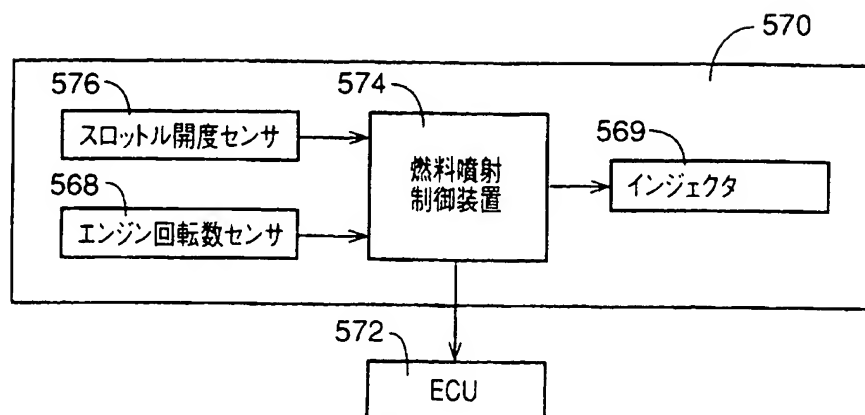 570
576
スロットル開度センサ
574
燃料噴射
制御装置
569
インジェクタ
568
エンジン回転数センサ
572
ECU